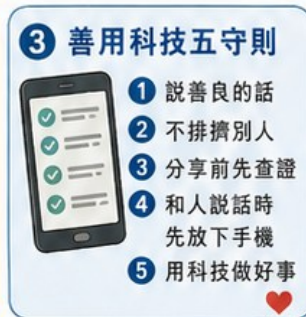 3 善用科技五守則
1 說善良的話
2 不排擠別人
3 分享前先查證
4 和人說話時
先放下手機
5 用科技做好事